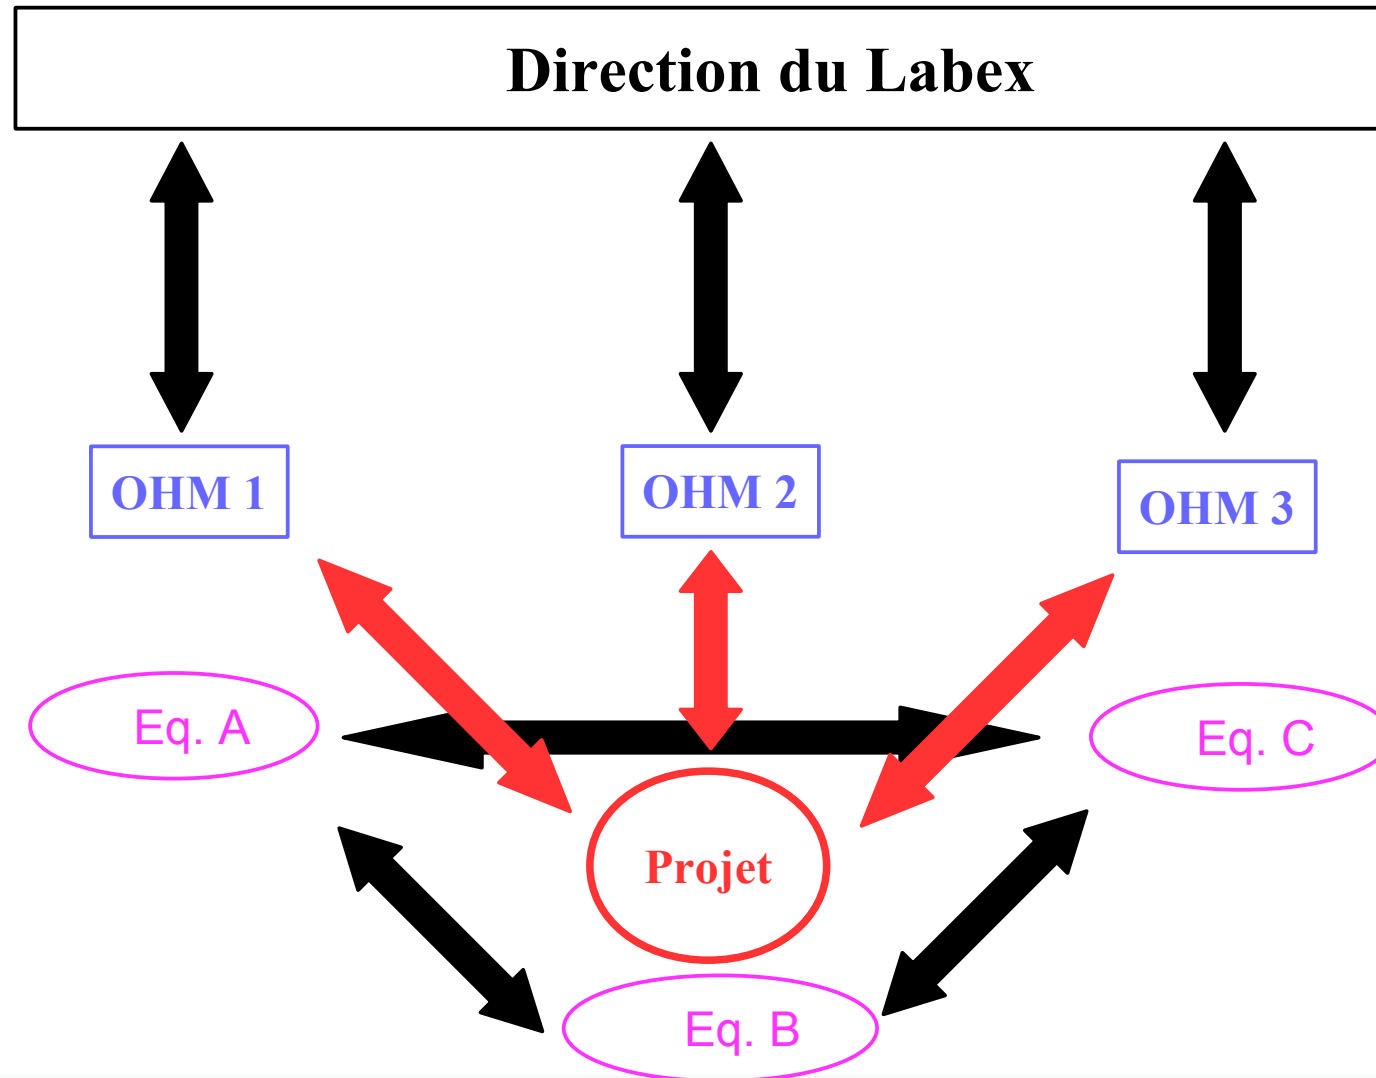 Direction du Labex
OHM 1
OHM 2
OHM 3
Eq. A
Eq. C
Projet
Eq. B